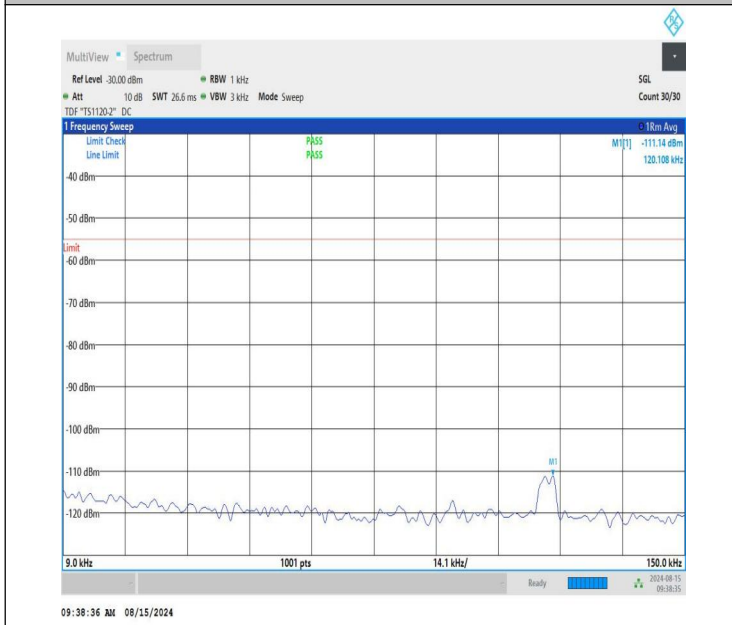 R S
MultiView Spectrum
Ref Level -30.00 dBm RBW 1 kHz SGL
Att 10 dB SWT 26.6 ms VBW 3 kHz Mode Sweep Count 30/30
TDF "TS1120-2" DC
1 Frequency Sweep 1Rm Avg
Limit Check PASS M1[1] -111.14 dBm
Line Limit PASS 120.108 kHz
-40 dBm
-50 dBm
Limit
-60 dBm
-70 dBm
-80 dBm
-90 dBm
-100 dBm
M1
-110 dBm
-120 dBm
9.0 kHz 1001 pts 14.1 kHz/ 150.0 kHz
Ready 2024-08-15
09:38:35
09:38:36 AM 08/15/2024